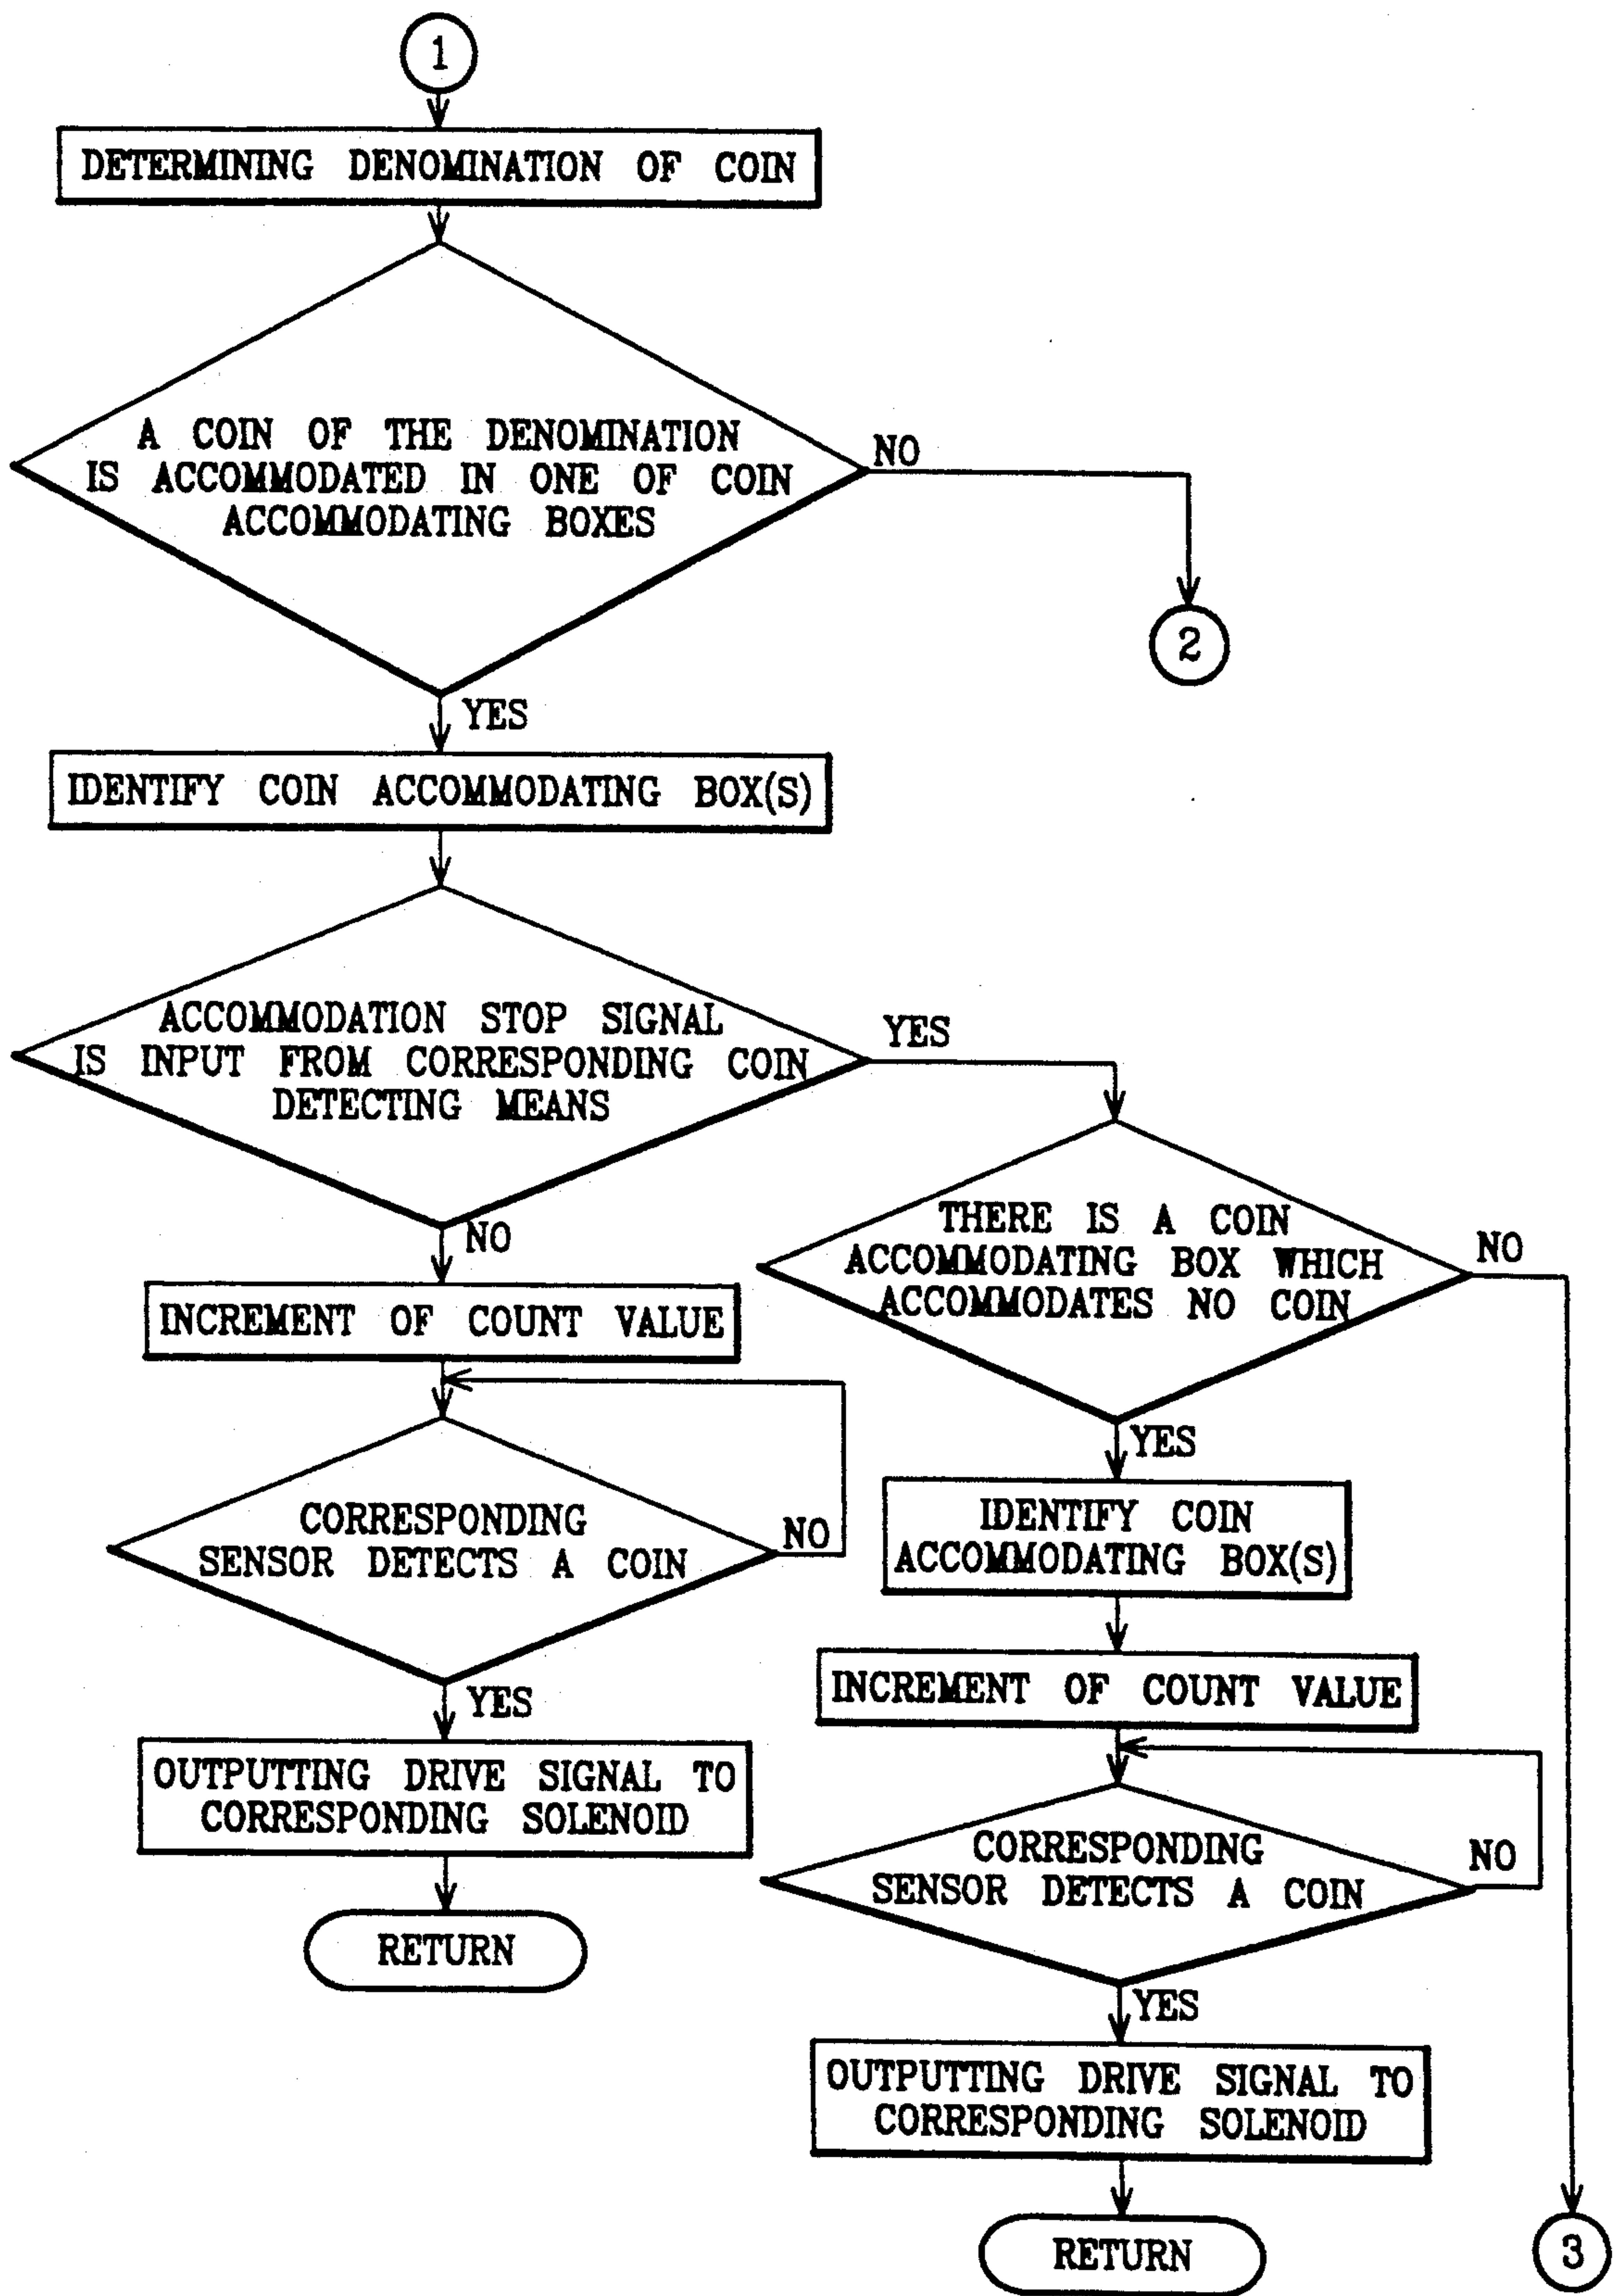 1
DETERMINING DENOMINATION OF COIN
A COIN OF THE DENOMINATION
IS ACCOMMODATED IN ONE OF COIN
ACCOMMODATING BOXES
NO
2
YES
IDENTIFY COIN ACCOMMODATING BOX(S)
ACCOMMODATION STOP SIGNAL
IS INPUT FROM CORRESPONDING COIN
DETECTING MEANS
YES
NO
INCREMENT OF COUNT VALUE
CORRESPONDING
SENSOR DETECTS A COIN
NO
YES
OUTPUTTING DRIVE SIGNAL TO
CORRESPONDING SOLENOID
RETURN
THERE IS A COIN
ACCOMMODATING BOX WHICH
ACCOMMODATES NO COIN
NO
YES
IDENTIFY COIN
ACCOMMODATING BOX(S)
INCREMENT OF COUNT VALUE
CORRESPONDING
SENSOR DETECTS A COIN
NO
YES
OUTPUTTING DRIVE SIGNAL TO
CORRESPONDING SOLENOID
RETURN
3